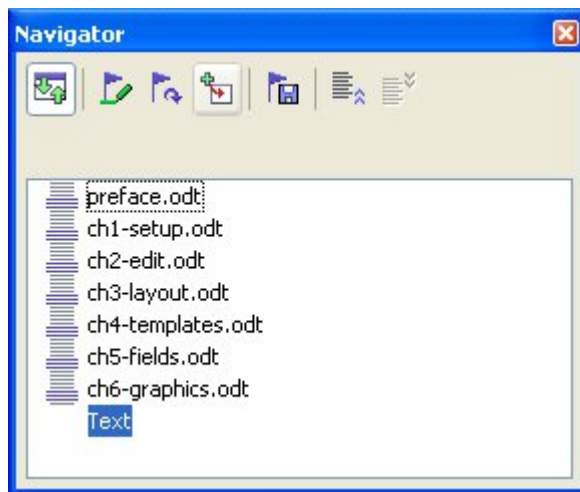 Navigator
preface.odt
ch1-setup.odt
ch2-edit.odt
ch3-layout.odt
ch4-templates.odt
ch5-fields.odt
ch6-graphics.odt
Text